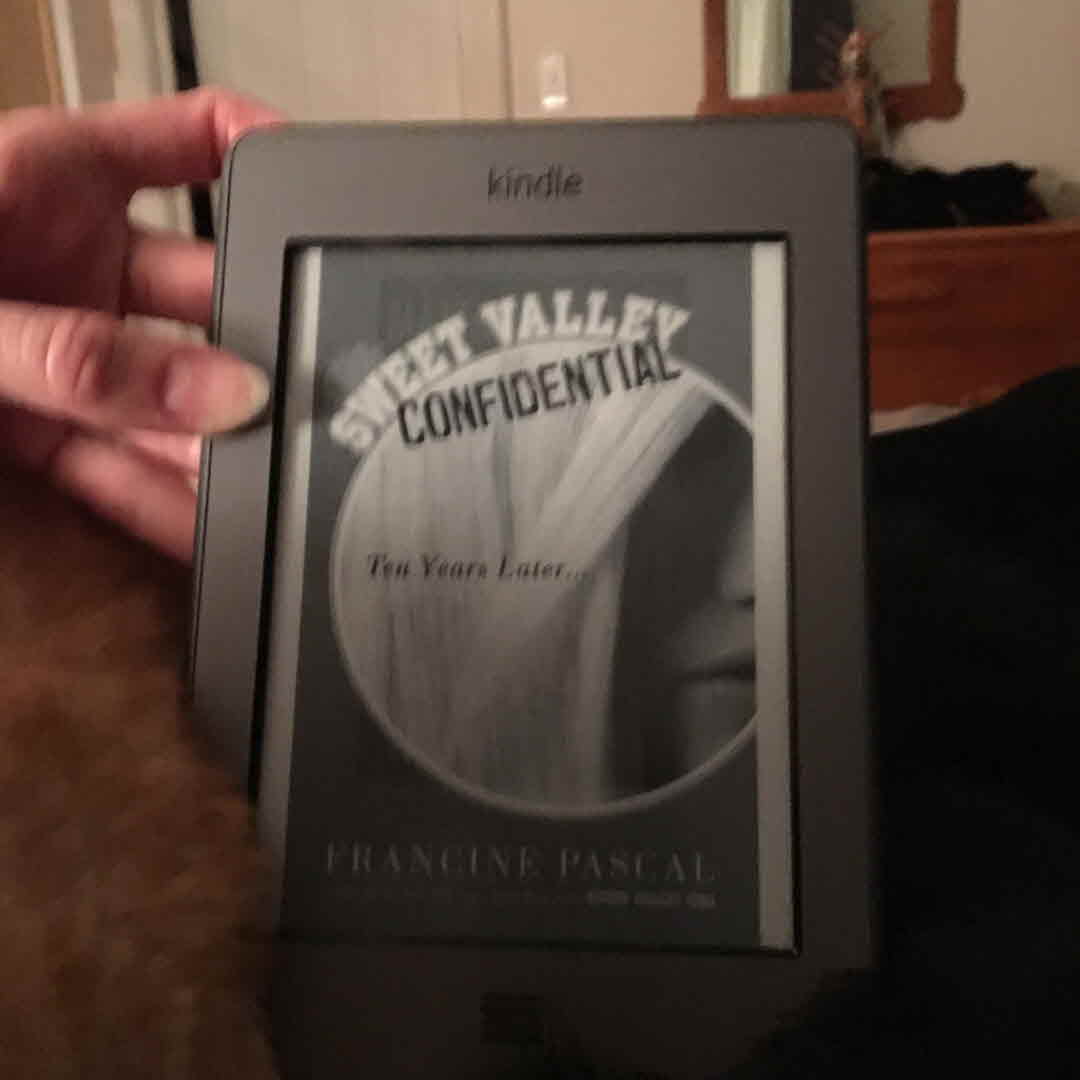 kindle
SWEET VALLEY
CONFIDENTIAL
Ten Years Later...
FRANCINE PASCAL